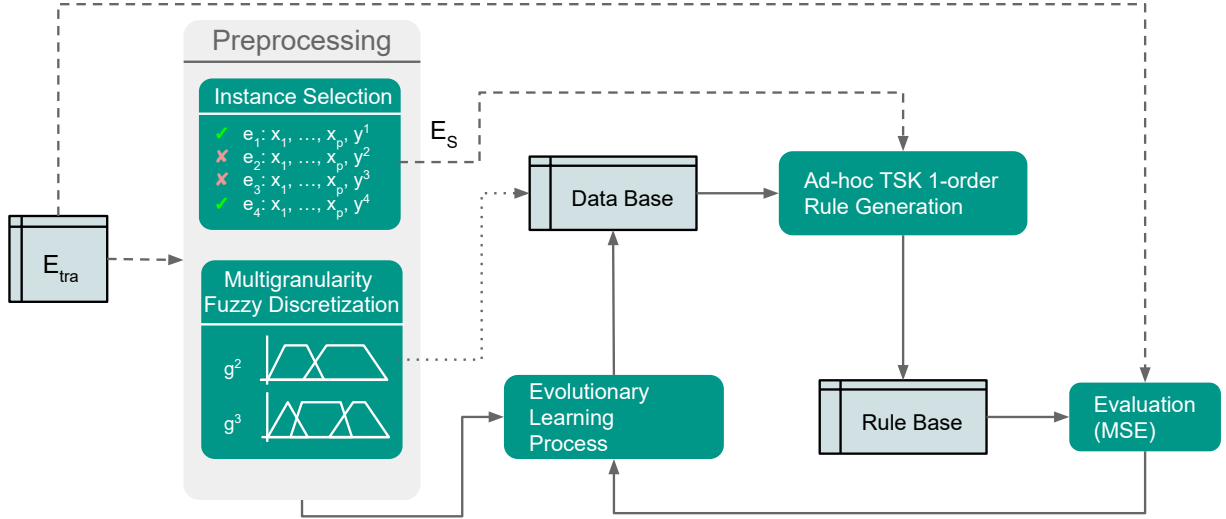 Preprocessing
Instance Selection
✓ e₁: x₁, …, xₚ, y¹
✗ e₂: x₁, …, xₚ, y²
✗ e₃: x₁, …, xₚ, y³
✓ e₄: x₁, …, xₚ, y⁴
E_S
E_tra
Multigranularity
Fuzzy Discretization
g²
g³
Data Base
Ad-hoc TSK 1-order
Rule Generation
Evolutionary
Learning
Process
Rule Base
Evaluation
(MSE)